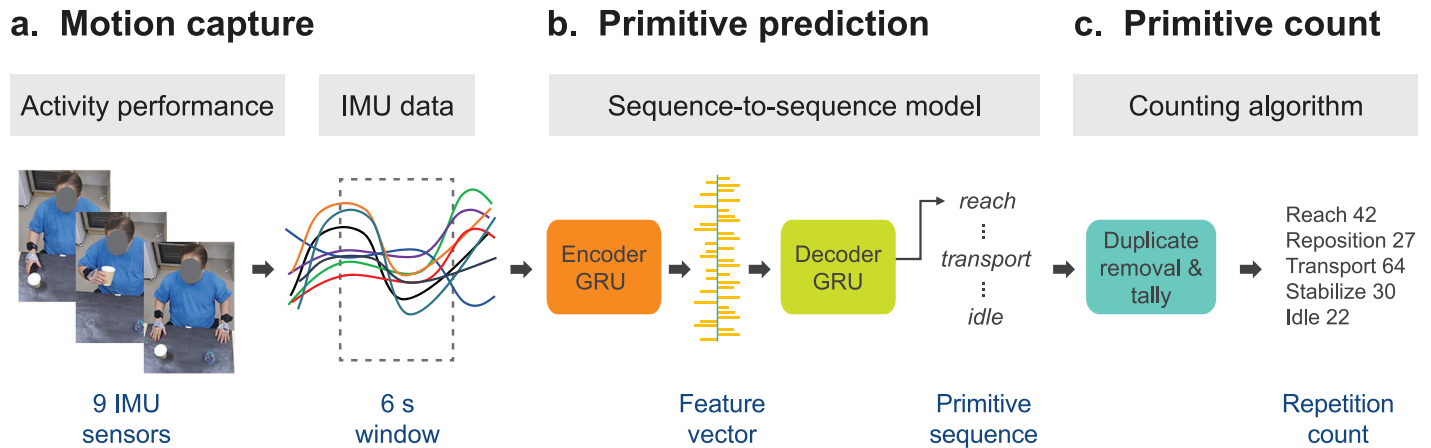 a. Motion capture
b. Primitive prediction
c. Primitive count
Activity performance
IMU data
Sequence-to-sequence model
Counting algorithm
Encoder
GRU
Decoder
GRU
reach
transport
idle
Duplicate
removal &
tally
Reach 42
Reposition 27
Transport 64
Stabilize 30
Idle 22
9 IMU
sensors
6 s
window
Feature
vector
Primitive
sequence
Repetition
count